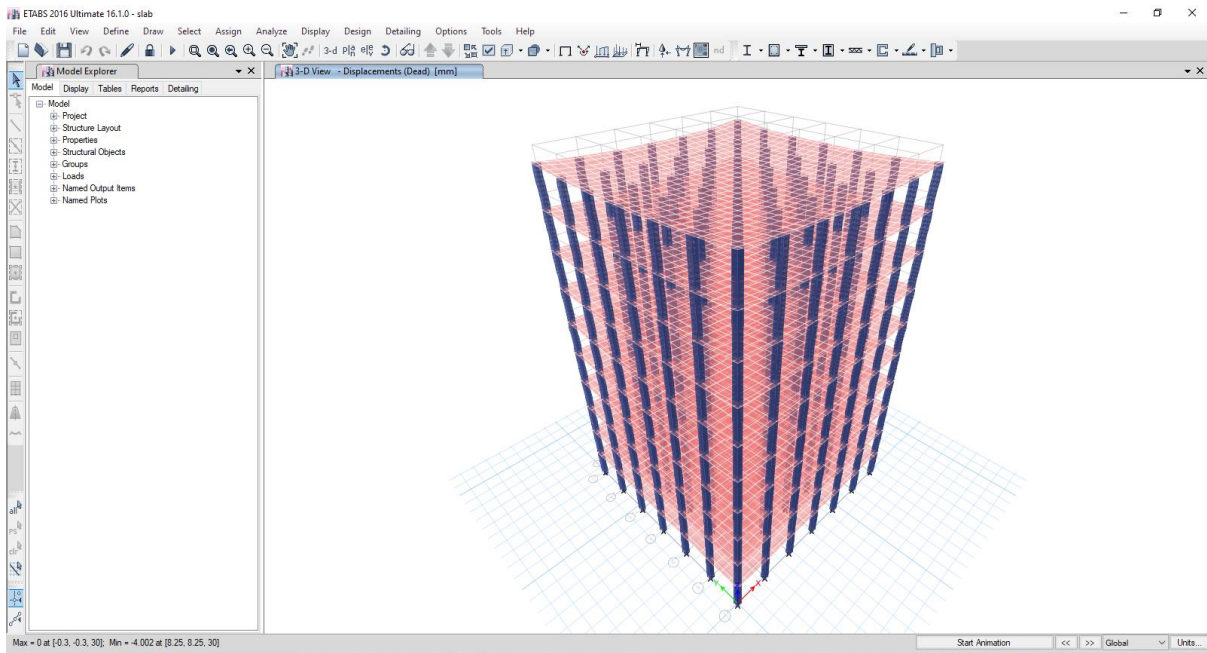 ETABS 2016 Ultimate 16.1.0 - slab
File Edit View Define Draw Select Assign Analyze Display Design Detailing Options Tools Help
3-d nd
Model Explorer
3-D View - Displacements (Dead) [mm]
Model Display Tables Reports Detailing
Model
Project
Structure Layout
Properties
Structural Objects
Groups
Loads
Named Output Items
Named Plots
all
ps
clr
X
Y
Max = 0 at [-0.3, -0.3, 30]; Min = -4.002 at [8.25, 8.25, 30]
Start Animation << >> Global Units...